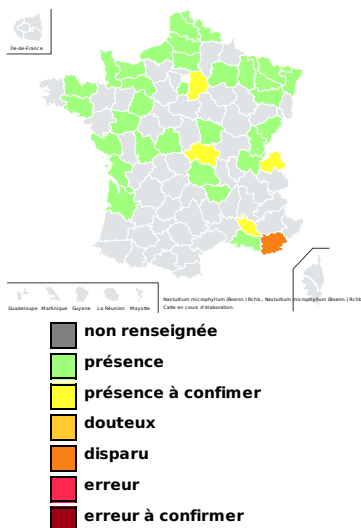 Île-de-France
Guadeloupe Martinique Guyane La Réunion Mayotte
Nasturtium microphyllum (Boenn.) Rchb., Nasturtium microphyllum (Boenn.) Rchb
Carte en cours d'élaboration.
non renseignée
présence
présence à confimer
douteux
disparu
erreur
erreur à confirmer